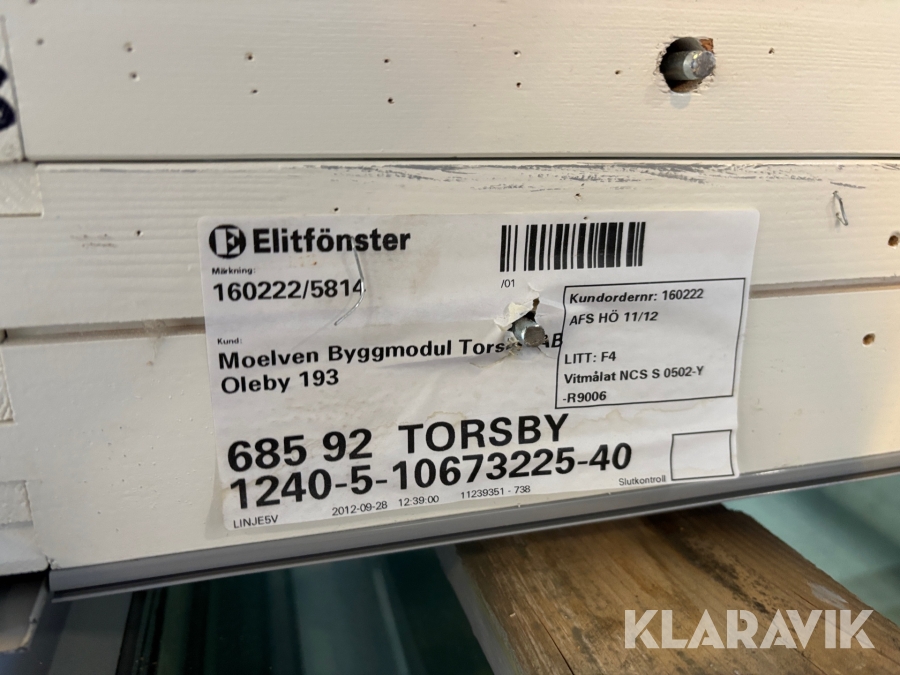 Elitfönster
Märkning:
160222/5814
/01
Kund:
Moelven Byggmodul AB
Oleby 193
Kundordernr: 160222
AFS HÖ 11/12
LITT: F4
Vitmålat NCS S 0502-Y
-R9006
685 92 TORSBY
1240-5-10673225-40
Slutkontroll
LINJE5V 2012-09-28 12:39:00 11239351 - 738
KLARAVIK